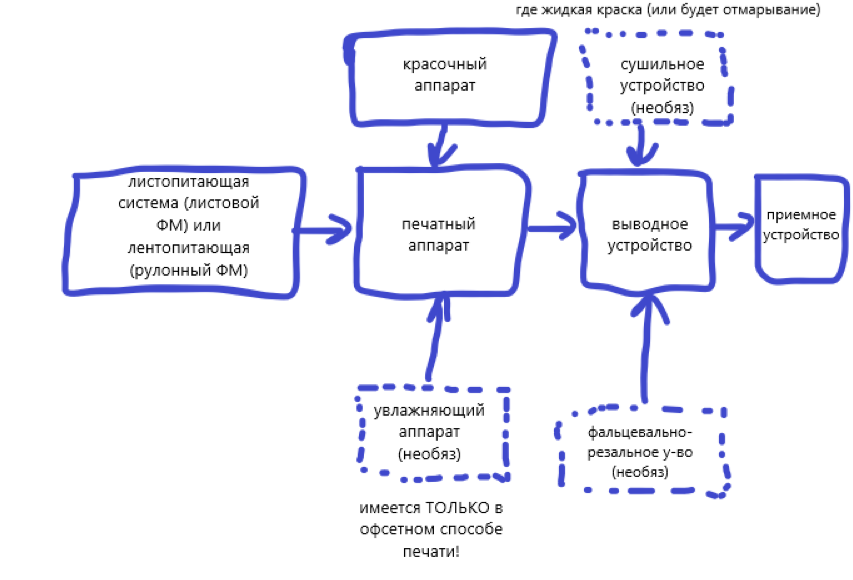 где жидкая краска (или будет отмарывание)
красочный
аппарат
сушильное
устройство
(необяз)
листопитающая
система (листовой
ФМ) или
лентопитающая
(рулонный ФМ)
печатный
аппарат
выводное
устройство
приемное
устройство
увлажняющий
аппарат
(необяз)
фальцевально-
резальное у-во
(необяз)
имеется ТОЛЬКО в
офсетном способе
печати!